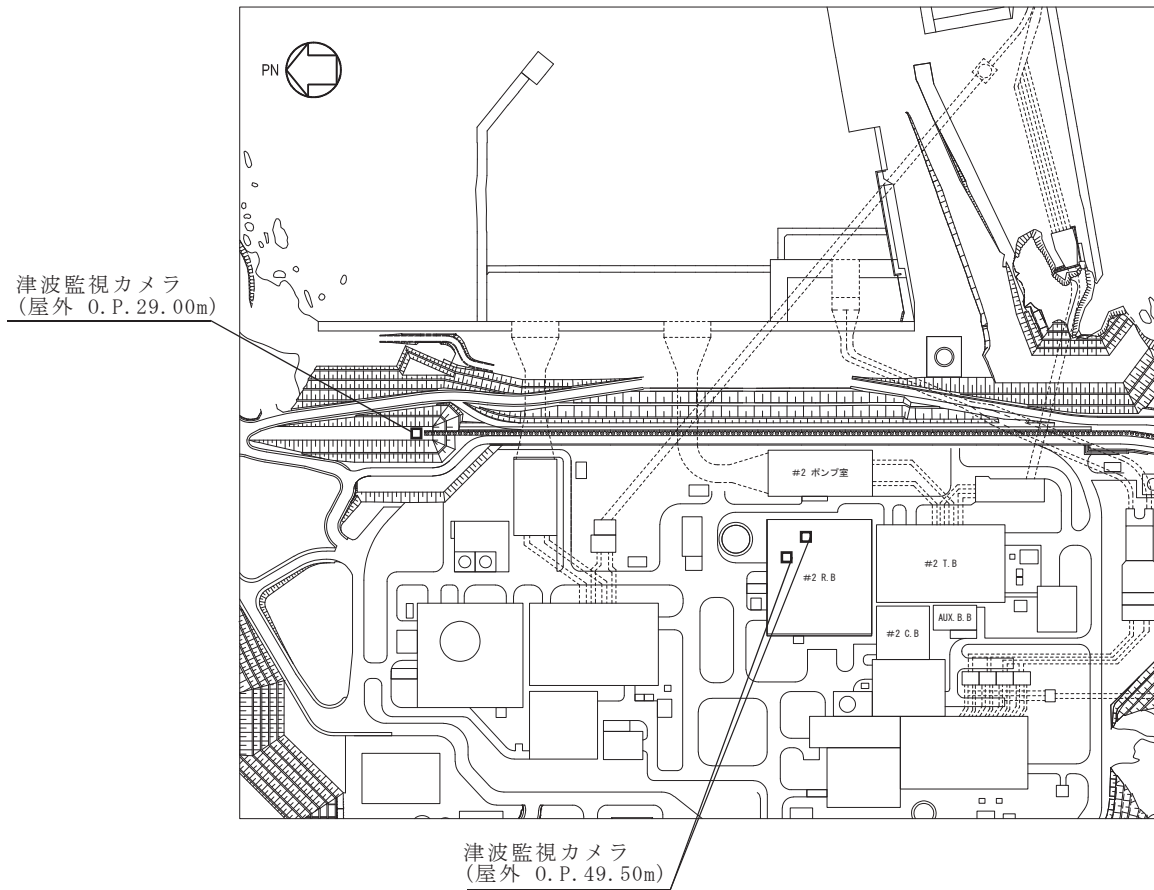 PN
津波監視カメラ
(屋外 O.P.29.00m)
#2 ポンプ室
#2 R.B
#2 T.B
#2 C.B
AUX.B.B
津波監視カメラ
(屋外 O.P.49.50m)